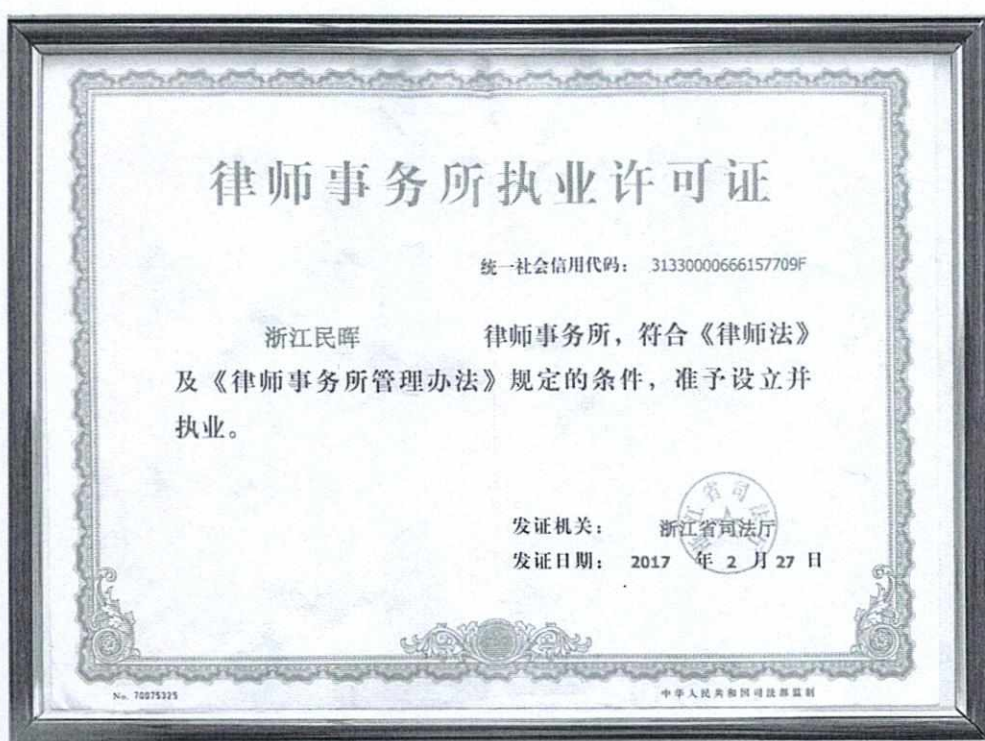 律师事务所执业许可证
统一社会信用代码： 31330000666157709F
浙江民晖 律师事务所，符合《律师法》
及《律师事务所管理办法》规定的条件，准予设立并
执业。
发证机关： 浙江省司法厅
发证日期： 2017 年 2 月 27 日
No. 70075325
中华人民共和国司法部监制